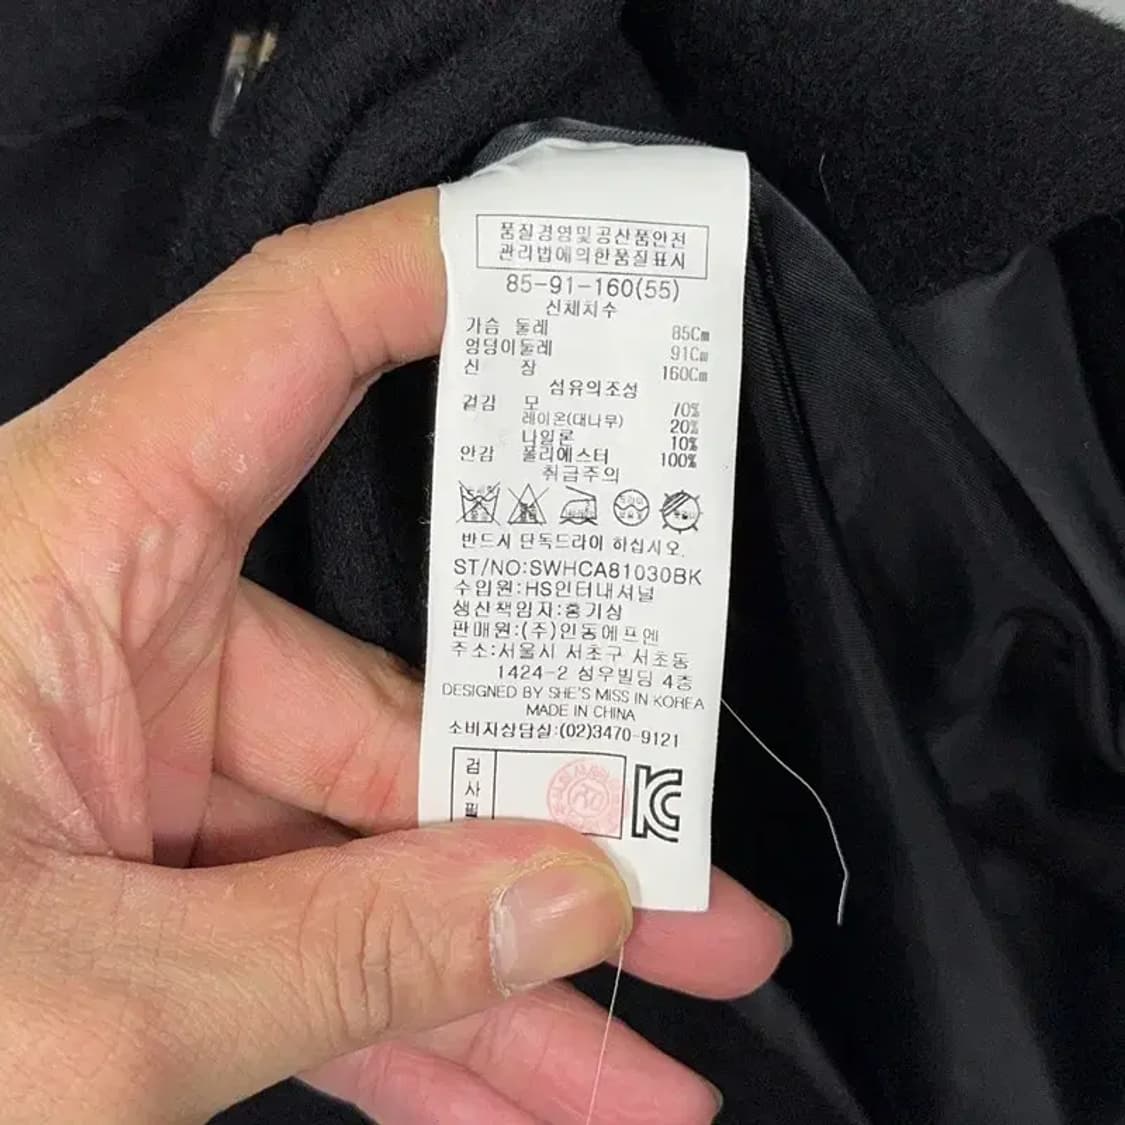 품질경영및공산품안전
관리법에의한품질표시
85-91-160(55)
신체치수
가슴 둘레 85Cm
엉덩이둘레 91Cm
신 장 160Cm
섬유의조성
겉감 모 70%
레이온(대나무) 20%
나일론 10%
안감 폴리에스터 100%
취급주의
반드시 단독드라이 하십시오.
ST/NO:SWHCA81030BK
수입원:HS인터내셔널
생산책임자:홍기상
판매원:(주)인동에프엔
주소:서울시 서초구 서초동
1424-2 성우빌딩 4층
DESIGNED BY SHE'S MISS IN KOREA
MADE IN CHINA
소비자상담실:(02)3470-9121
검
사
필
KC